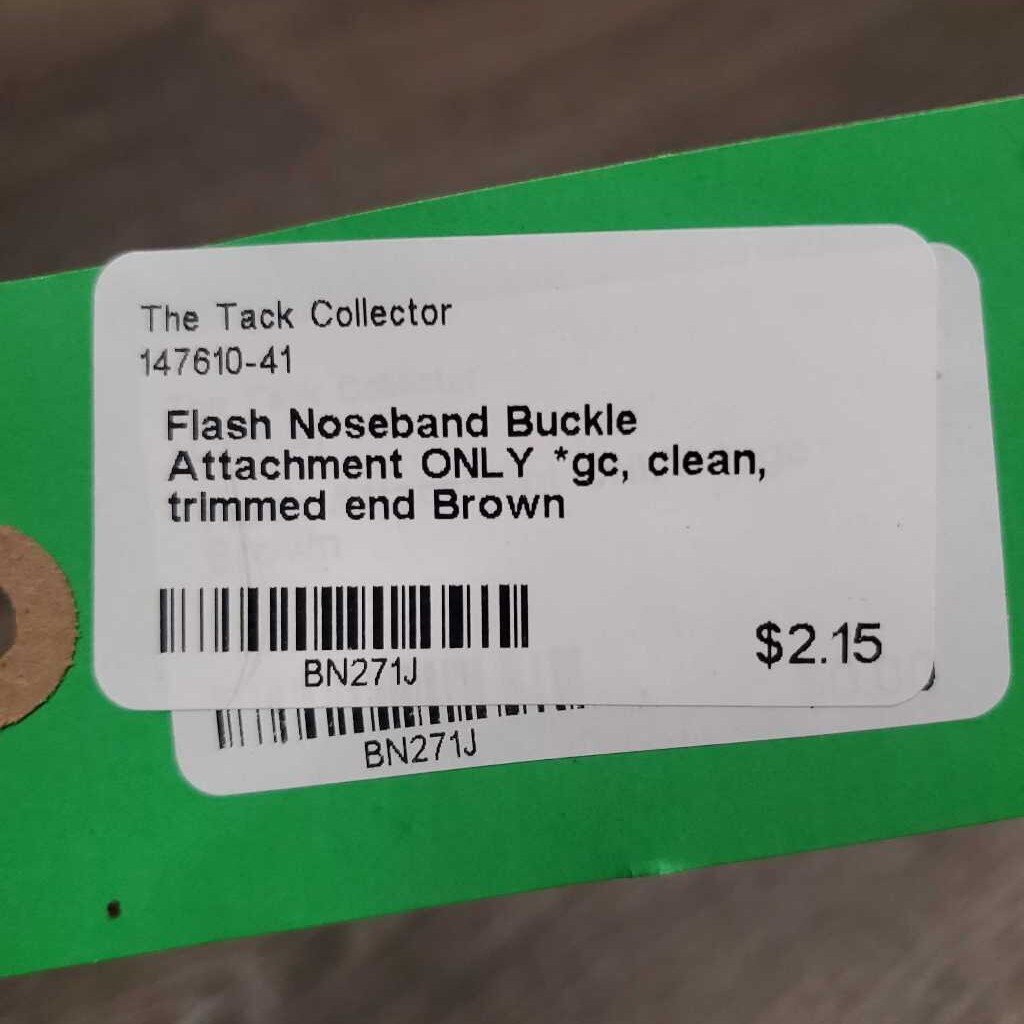 The Tack Collector
147610-41
Flash Noseband Buckle
Attachment ONLY *gc, clean,
trimmed end Brown
BN271J
$2.15
BN271J